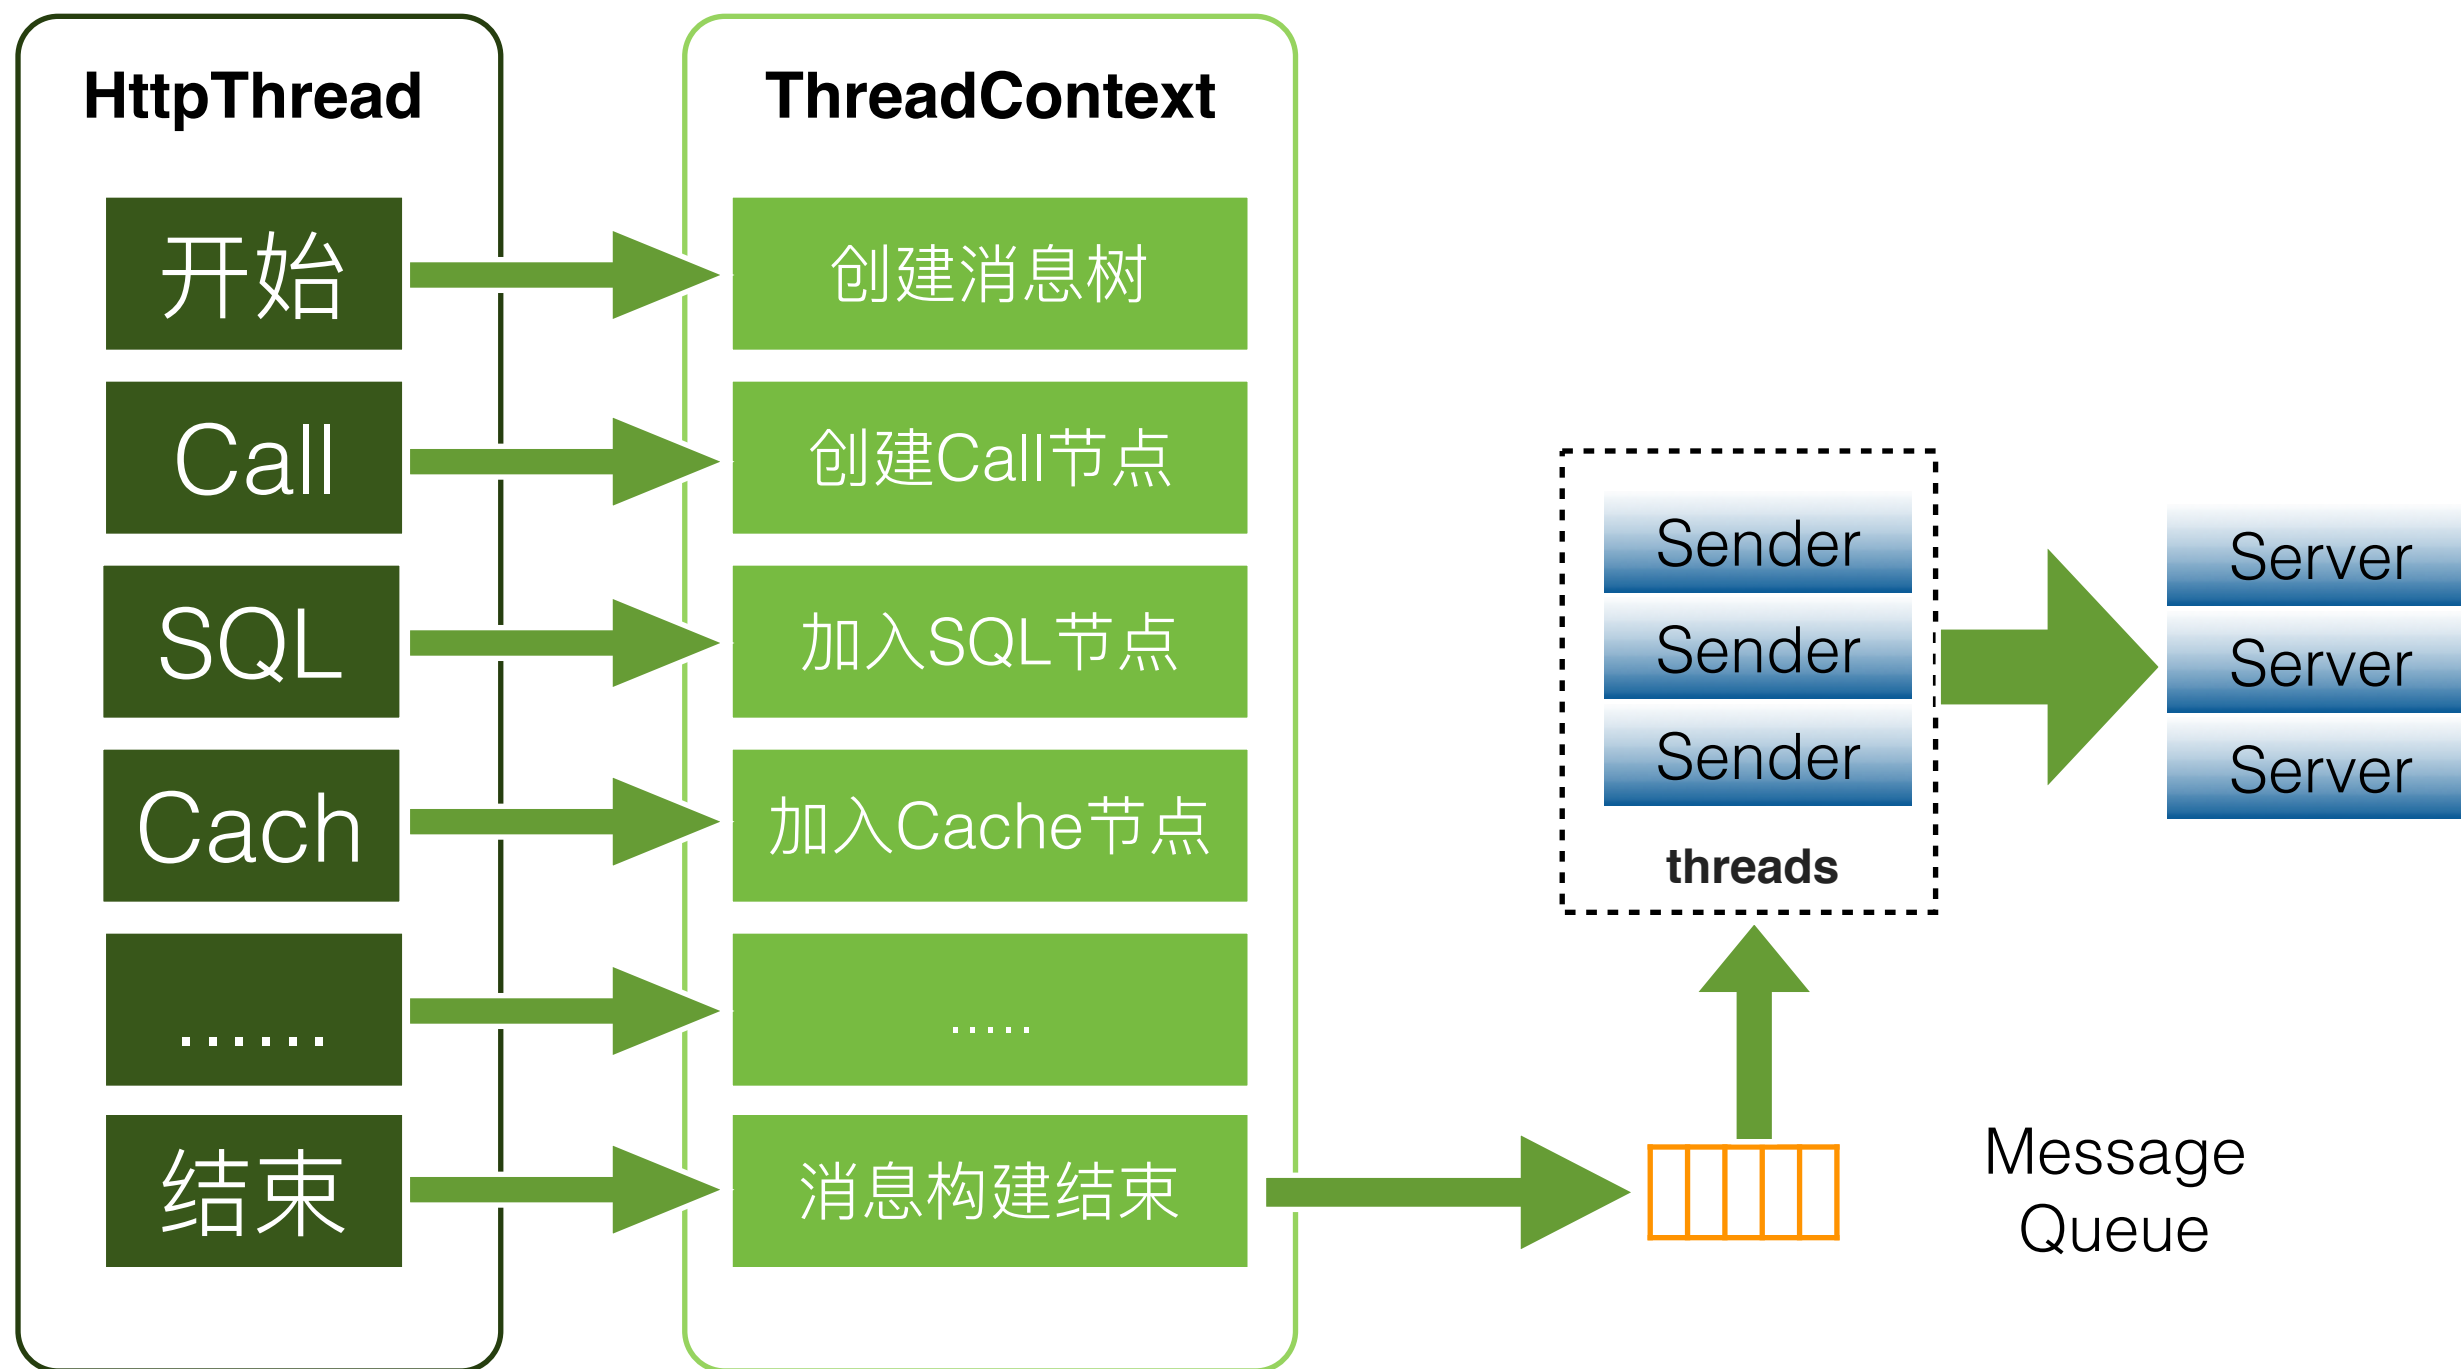 HttpThread
开始
Call
SQL
Cach
......
结束
ThreadContext
创建消息树
创建Call节点
加入SQL节点
加入Cache节点
.....
消息构建结束
Sender
Sender
Sender
threads
Server
Server
Server
Message
Queue